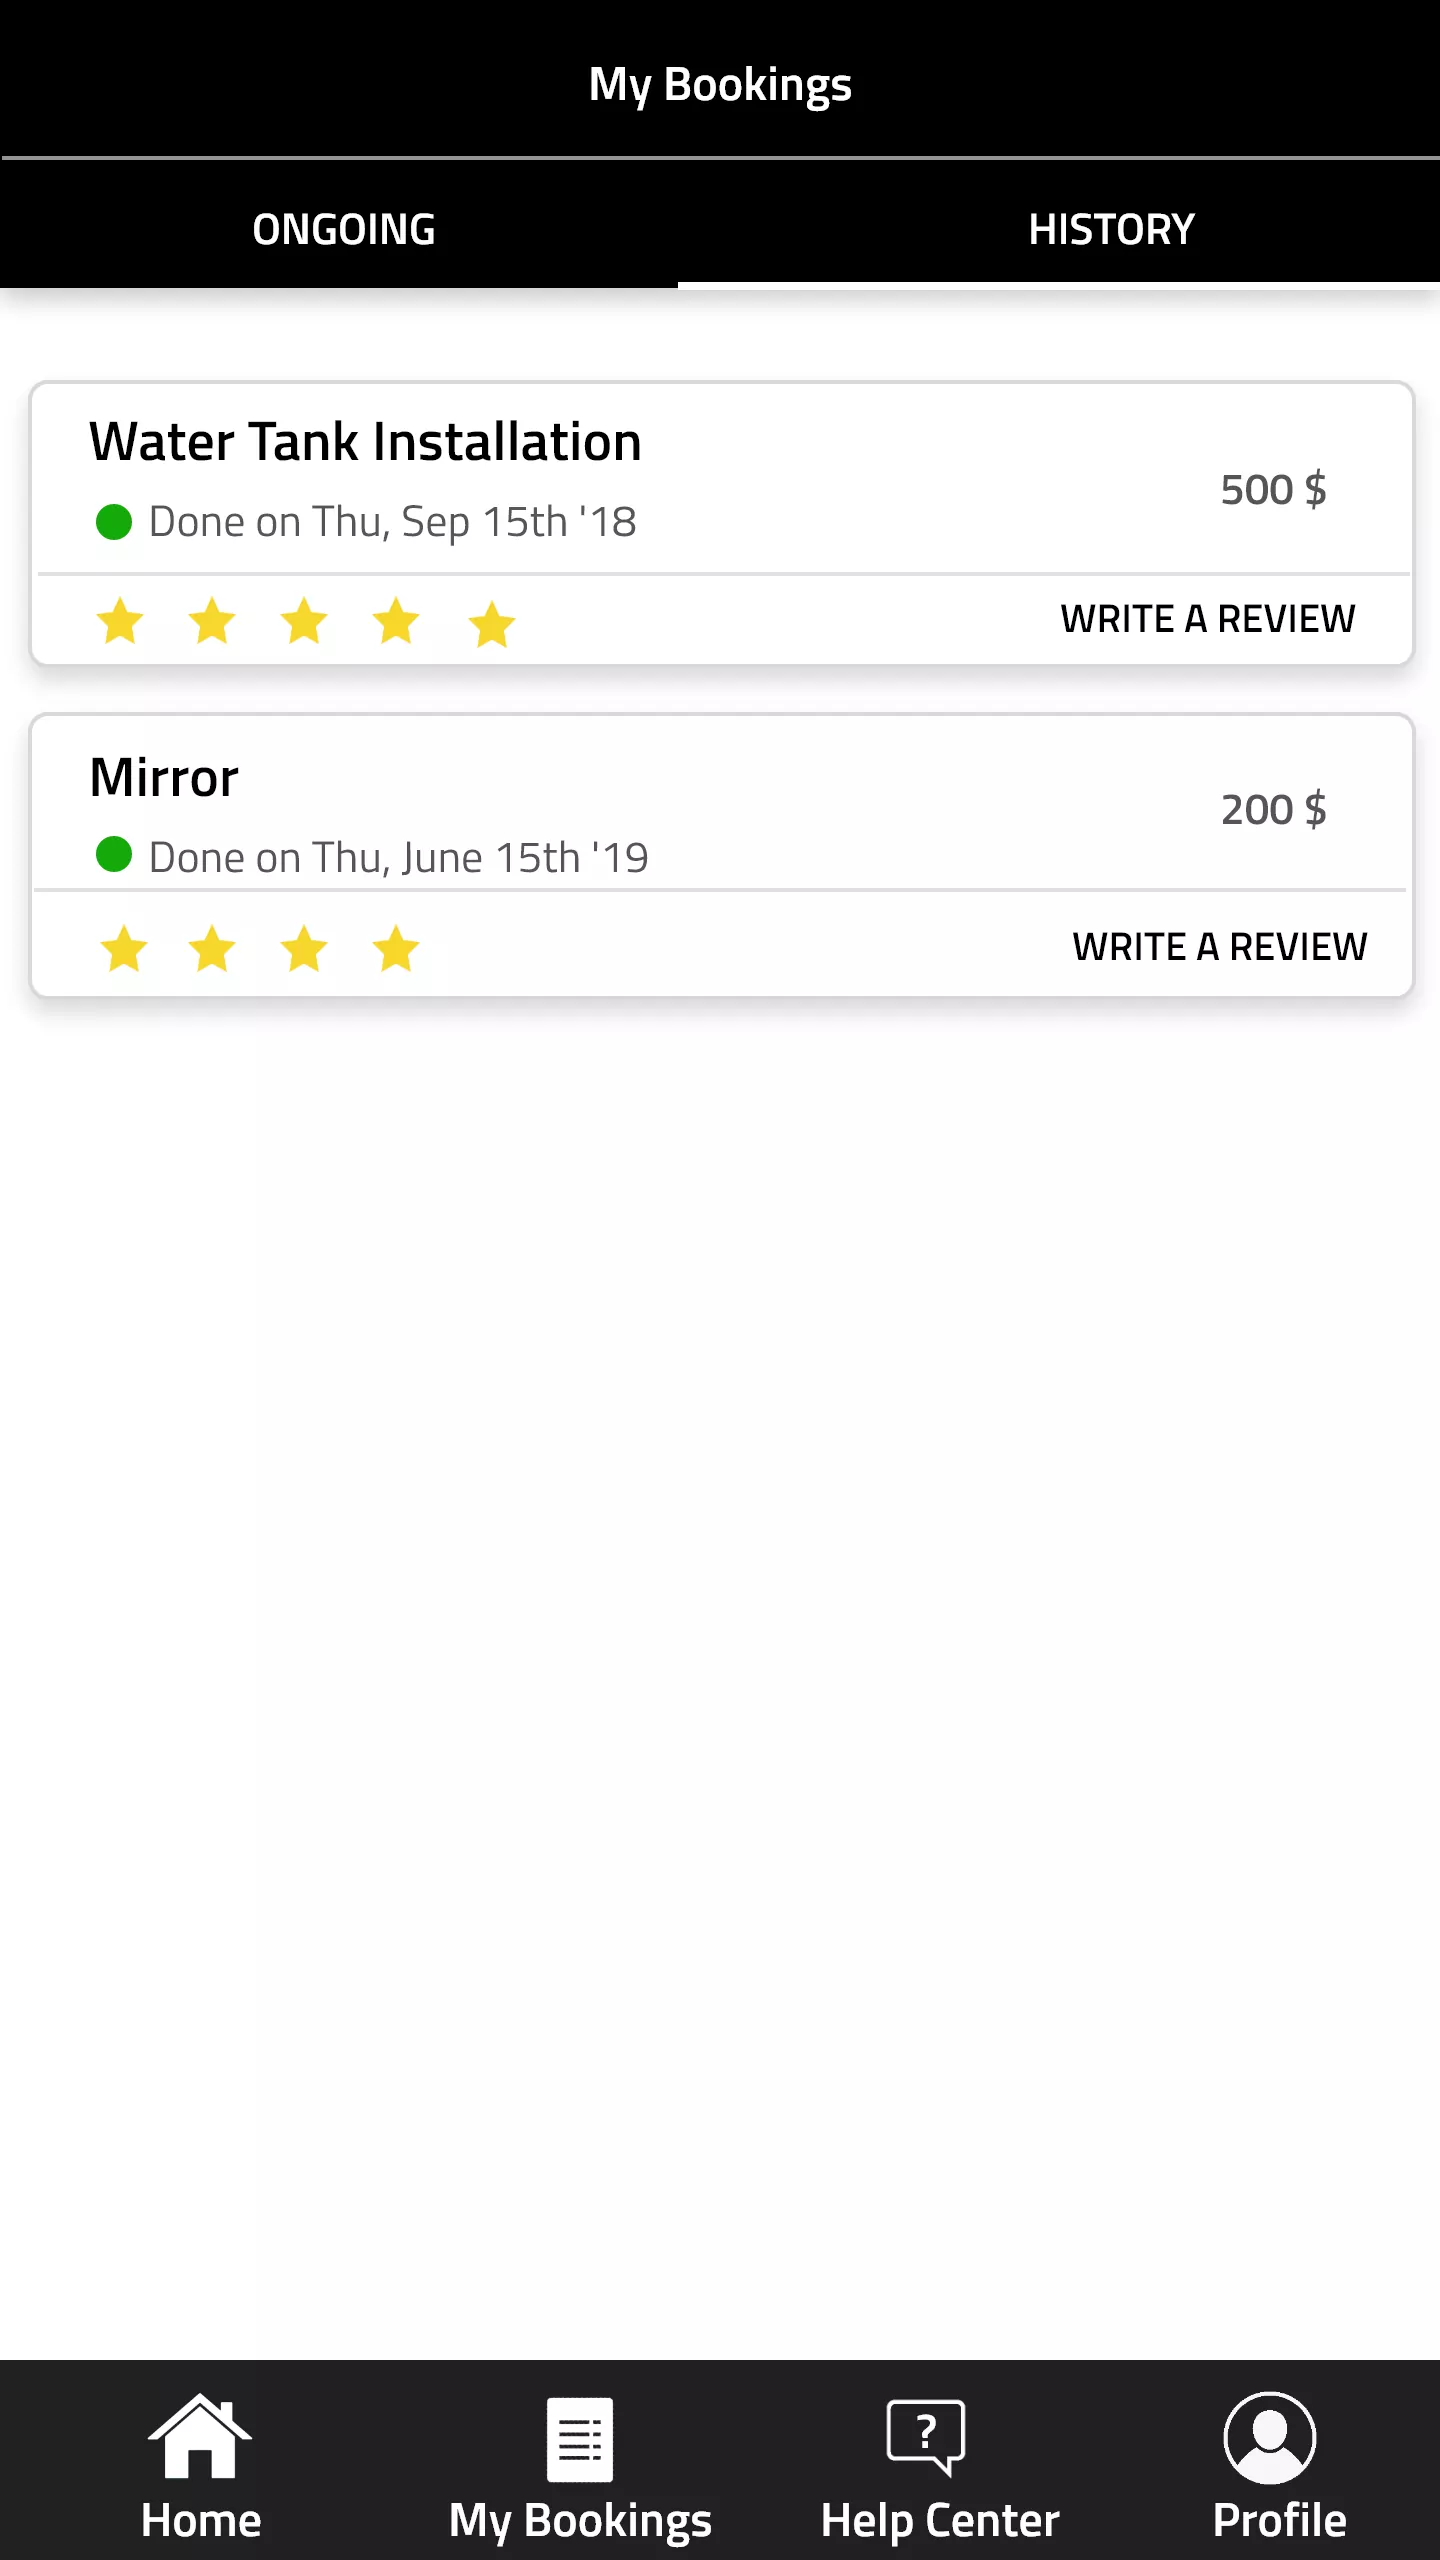 My Bookings
ONGOING
HISTORY
Water Tank Installation
500 $
Done on Thu, Sep 15th '18
WRITE A REVIEW
Mirror
200 $
Done on Thu, June 15th '19
WRITE A REVIEW
?
Home
My Bookings
Help Center
Profile